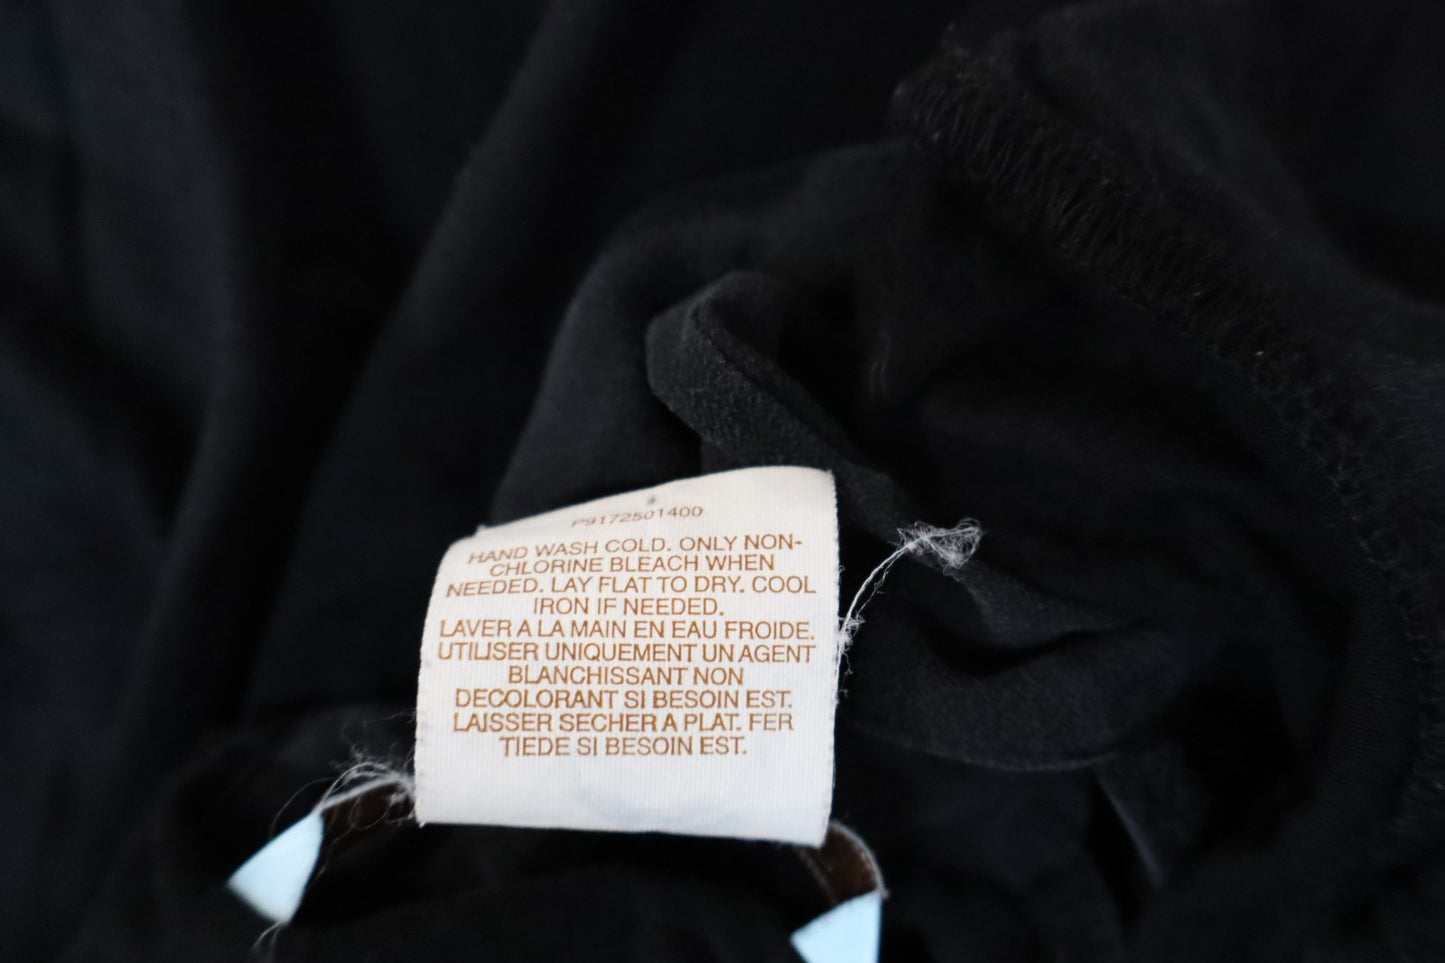 P9172501400
HAND WASH COLD. ONLY NON-
CHLORINE BLEACH WHEN
NEEDED. LAY FLAT TO DRY. COOL
IRON IF NEEDED.
LAVER A LA MAIN EN EAU FROIDE.
UTILISER UNIQUEMENT UN AGENT
BLANCHISSANT NON
DECOLORANT SI BESOIN EST.
LAISSER SECHER A PLAT. FER
TIEDE SI BESOIN EST.